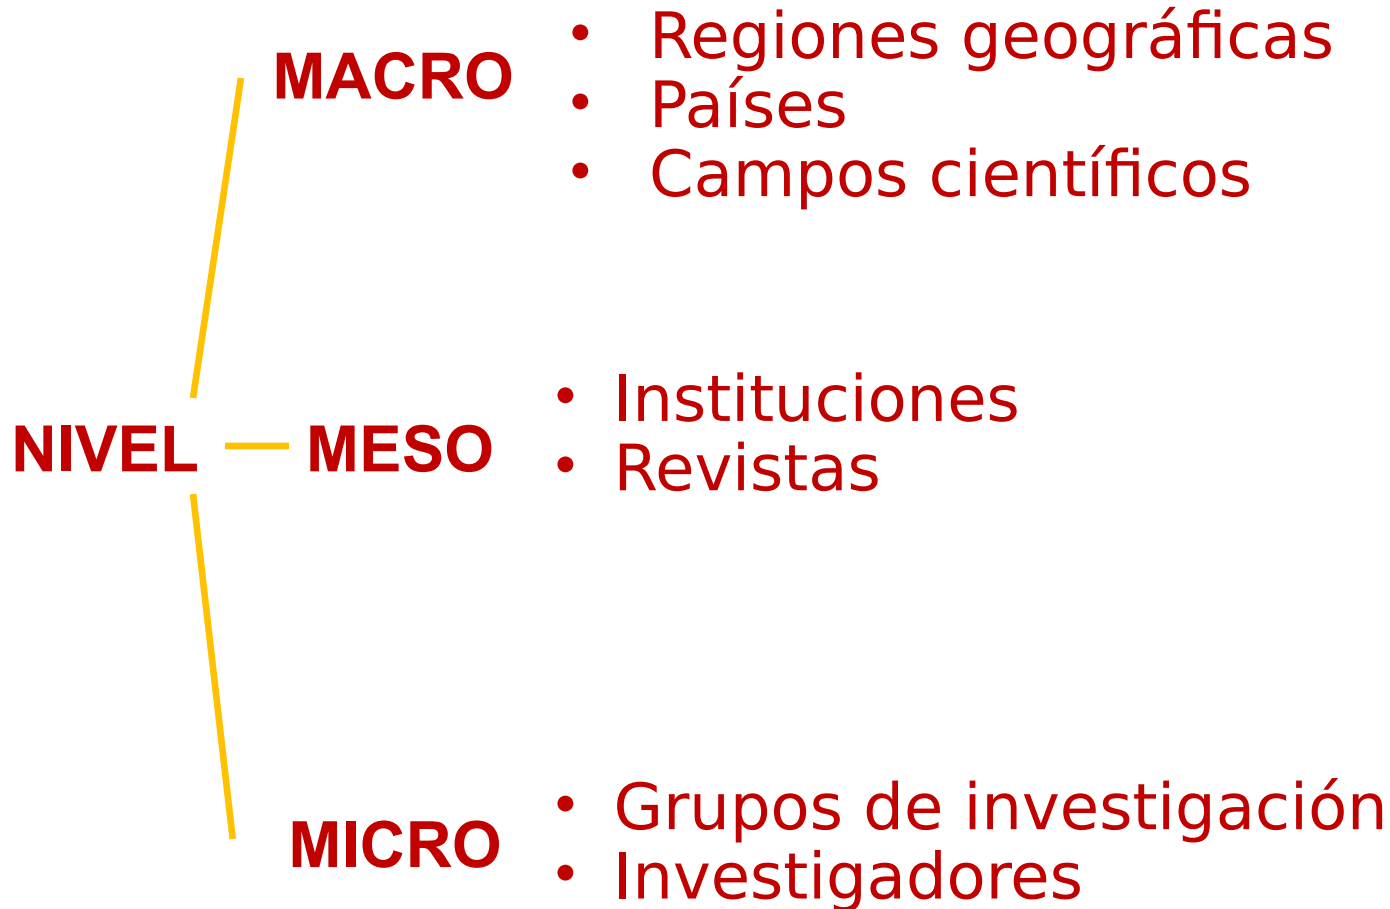 MACRO
• Regiones geográficas
• Países
• Campos científicos
NIVEL
MESO
• Instituciones
• Revistas
MICRO
• Grupos de investigación
• Investigadores